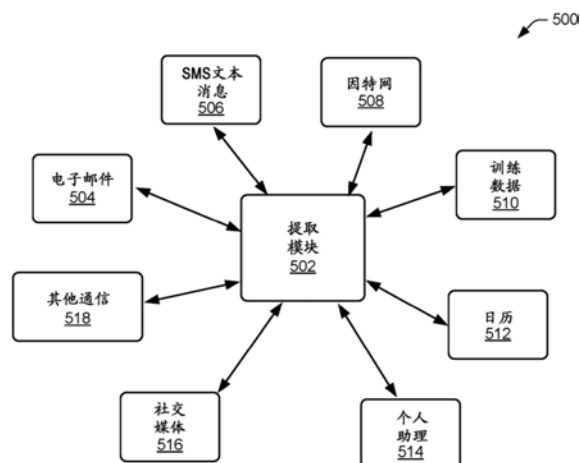 500
SMS文本
消息
506
因特网
508
电子邮件
504
训练
数据
510
提取
模块
502
其他通信
518
日历
512
社交
媒体
516
个人
助理
514